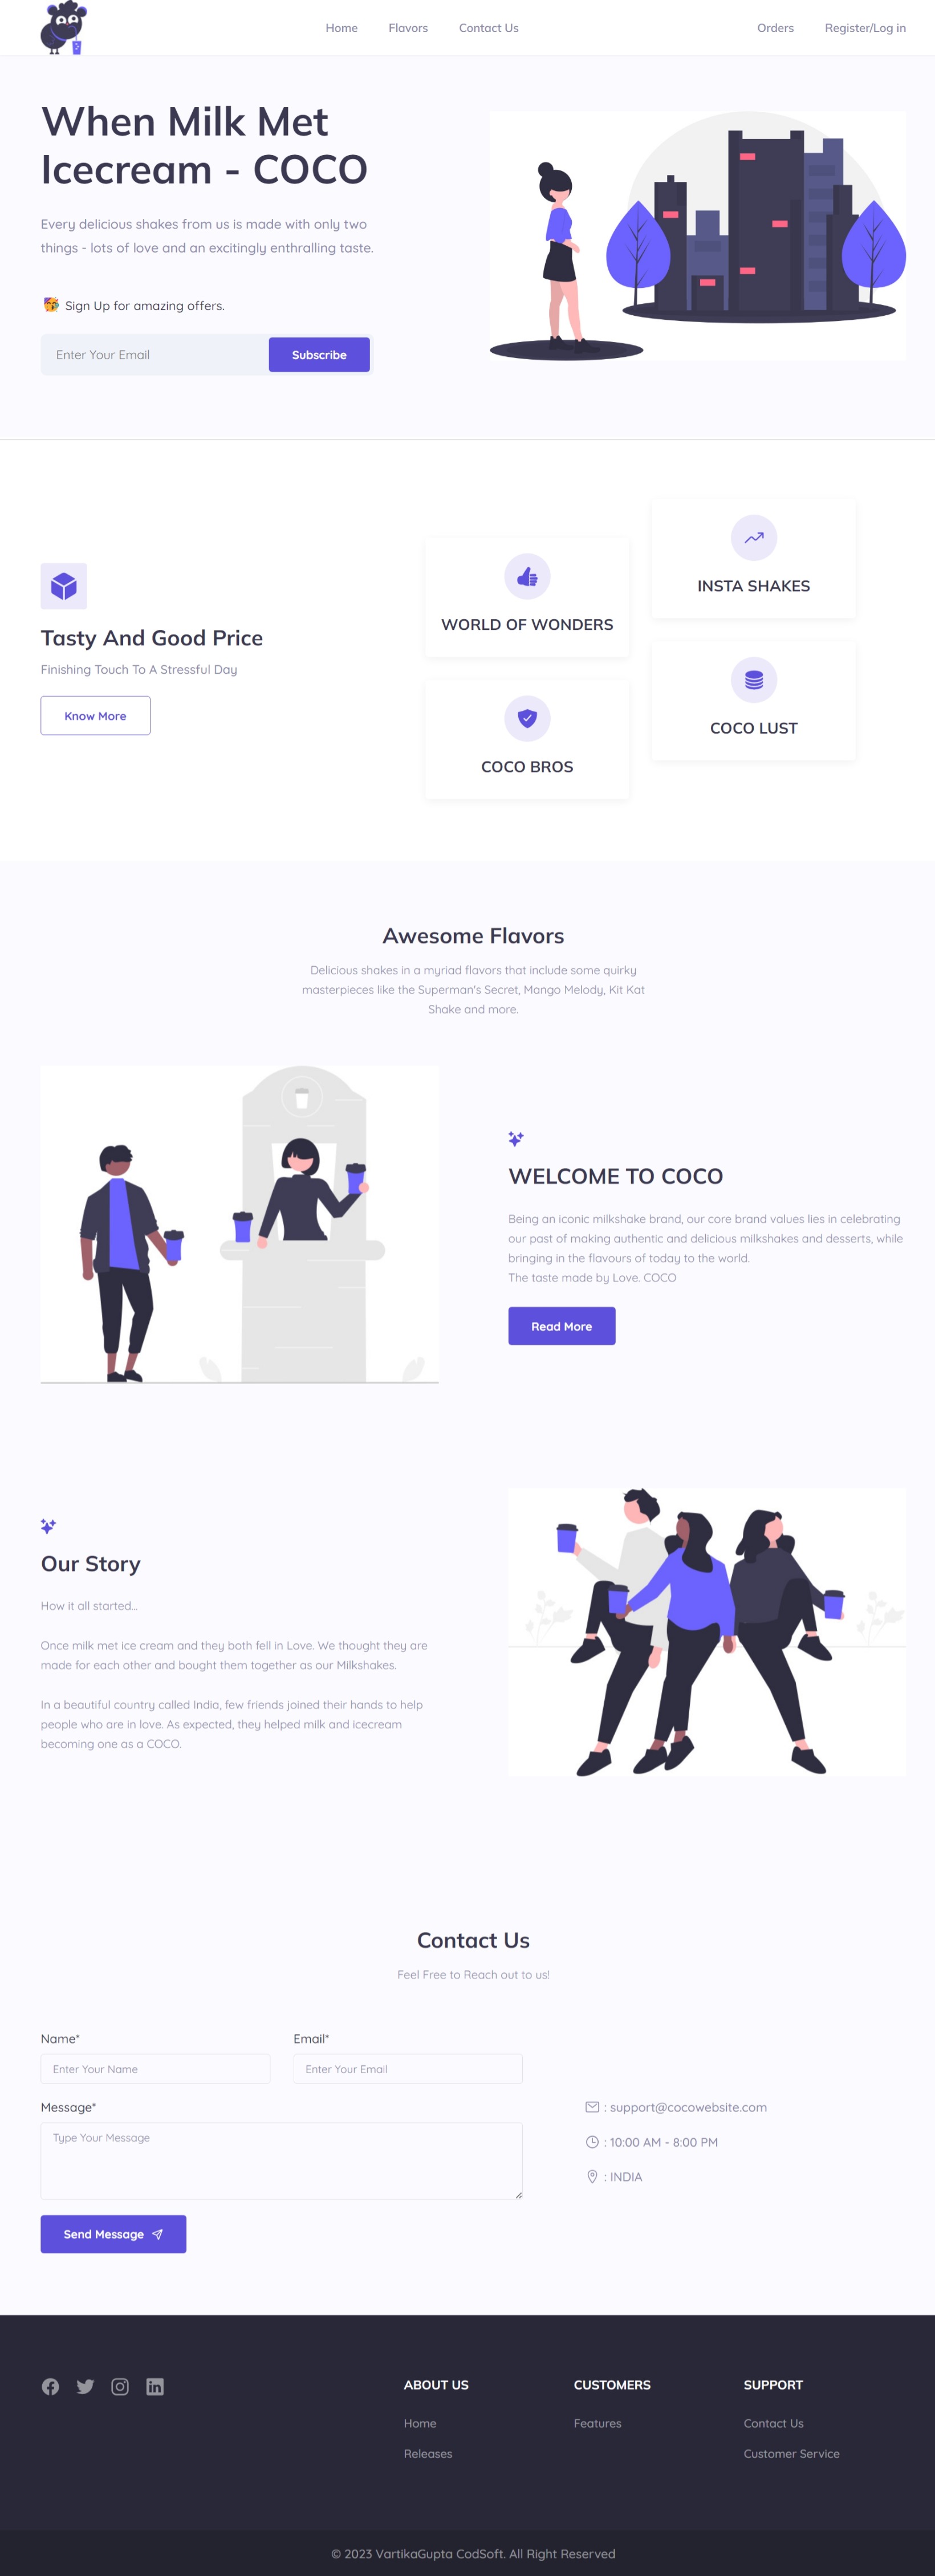 Home
Flavors
Contact Us
Orders
Register/Log in
When Milk Met
Icecream - COCO
Every delicious shakes from us is made with only two
things - lots of love and an excitingly enthralling taste.
Sign Up for amazing offers.
Enter Your Email
Subscribe
Tasty And Good Price
Finishing Touch To A Stressful Day
Know More
WORLD OF WONDERS
COCO BROS
INSTA SHAKES
COCO LUST
Awesome Flavors
Delicious shakes in a myriad flavors that include some quirky
masterpieces like the Superman's Secret, Mango Melody, Kit Kat
Shake and more.
WELCOME TO COCO
Being an iconic milkshake brand, our core brand values lies in celebrating
our past of making authentic and delicious milkshakes and desserts, while
bringing in the flavours of today to the world.
The taste made by Love. COCO
Read More
Our Story
How it all started...
Once milk met ice cream and they both fell in Love. We thought they are
made for each other and bought them together as our Milkshakes.
In a beautiful country called India, few friends joined their hands to help
people who are in love. As expected, they helped milk and icecream
becoming one as a COCO.
Contact Us
Feel Free to Reach out to us!
Name*
Enter Your Name
Email*
Enter Your Email
Message*
Type Your Message
Send Message
: support@cocowebsite.com
: 10:00 AM - 8:00 PM
: INDIA
ABOUT US
Home
Releases
CUSTOMERS
Features
SUPPORT
Contact Us
Customer Service
© 2023 VartikaGupta CodSoft. All Right Reserved